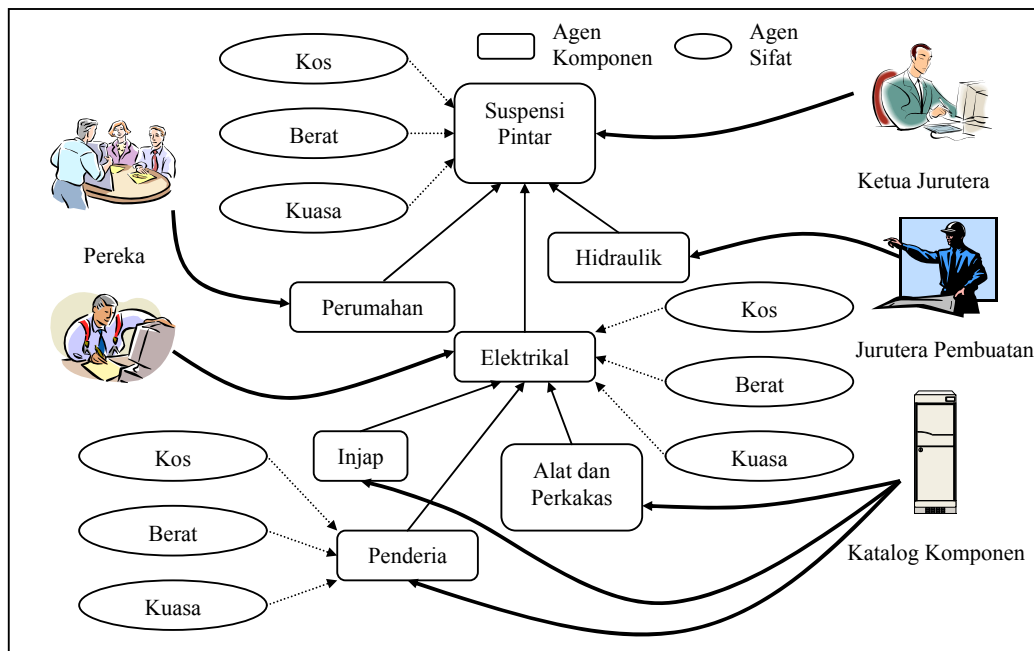 Agen
Komponen
Agen
Sifat
Kos
Suspensi
Pintar
Berat
Kuasa
Ketua Jurutera
Pereka
Hidraulik
Perumahan
Kos
Jurutera Pembuatan
Elektrikal
Berat
Injap
Kuasa
Kos
Alat dan
Perkakas
Berat
Penderia
Katalog Komponen
Kuasa